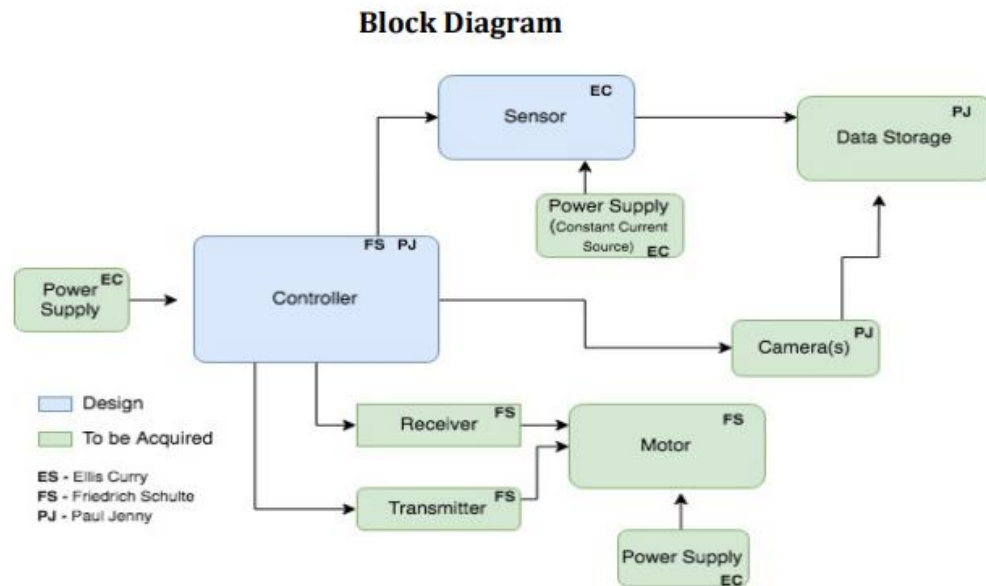 Block Diagram
EC
Sensor
PJ
Data Storage
Power Supply
(Constant Current
Source)
EC
FS PJ
Controller
EC
Power
Supply
PJ
Camera(s)
Design
To be Acquired
ES - Ellis Curry
FS - Friedrich Schulte
PJ - Paul Jenny
FS
Receiver
FS
Motor
FS
Transmitter
Power Supply
EC